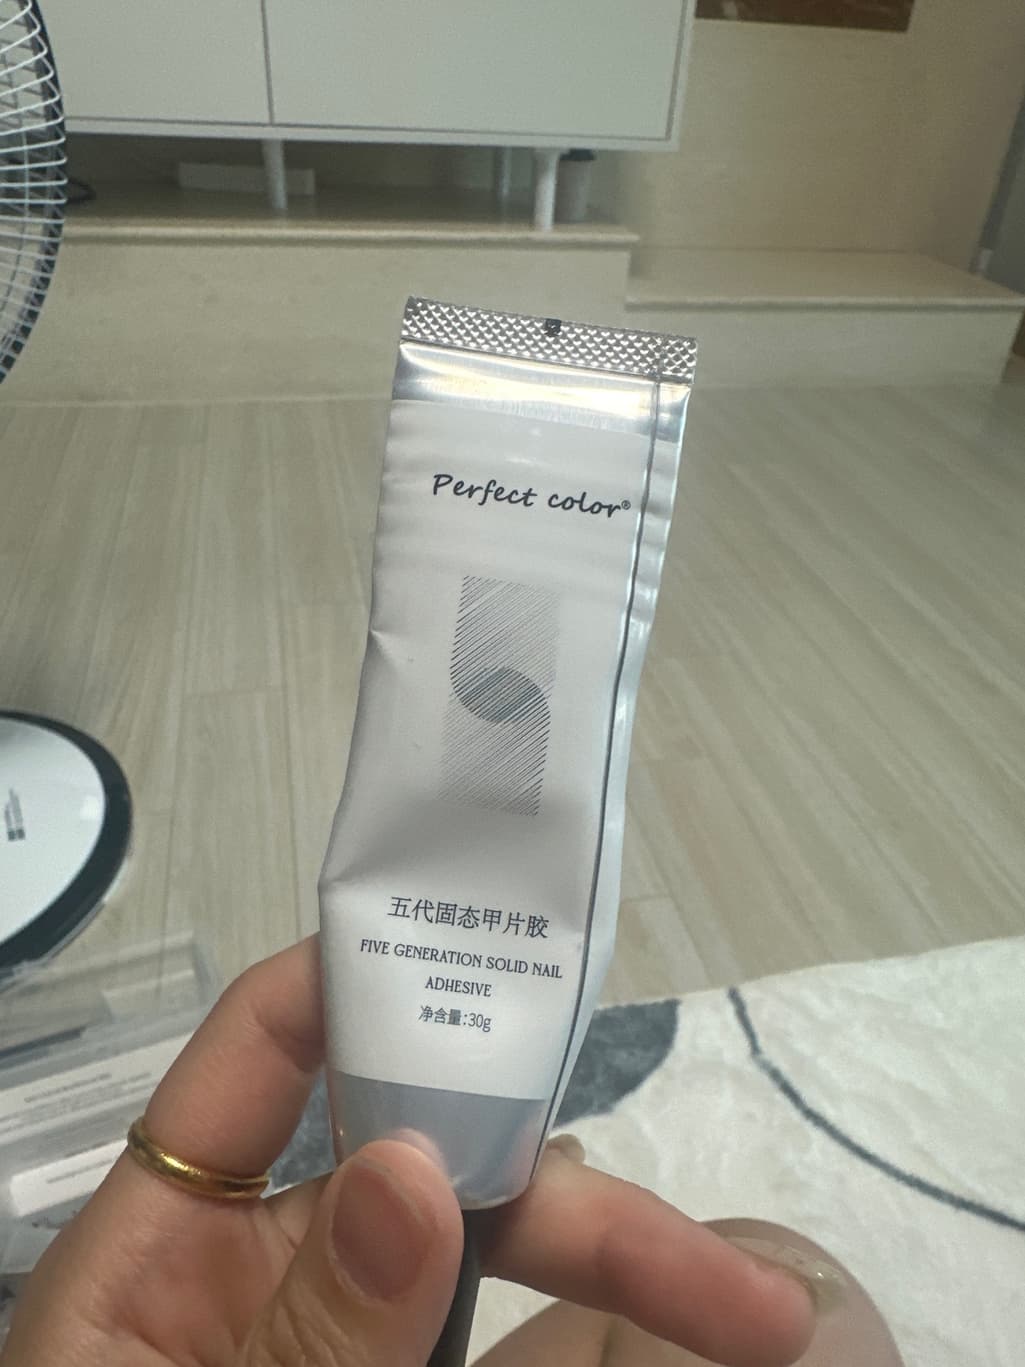 Perfect color®
五代固态甲片胶
FIVE GENERATION SOLID NAIL
ADHESIVE
净含量:30g